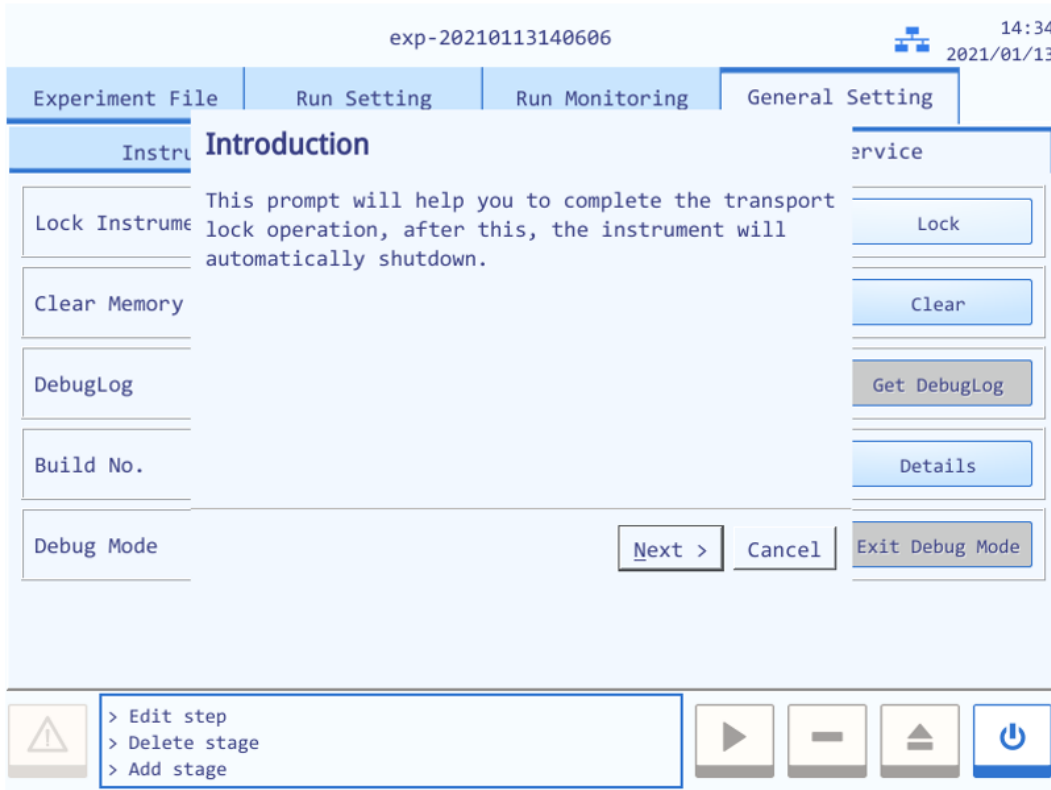 exp-20210113140606
14:34
2021/01/13
Experiment File
Run Setting
Run Monitoring
General Setting
Instru
ervice
Introduction
This prompt will help you to complete the transport
lock operation, after this, the instrument will
automatically shutdown.
Lock Instrume
Lock
Clear Memory
Clear
DebugLog
Get DebugLog
Build No.
Details
Debug Mode
Next >
Cancel
Exit Debug Mode
> Edit step
> Delete stage
> Add stage